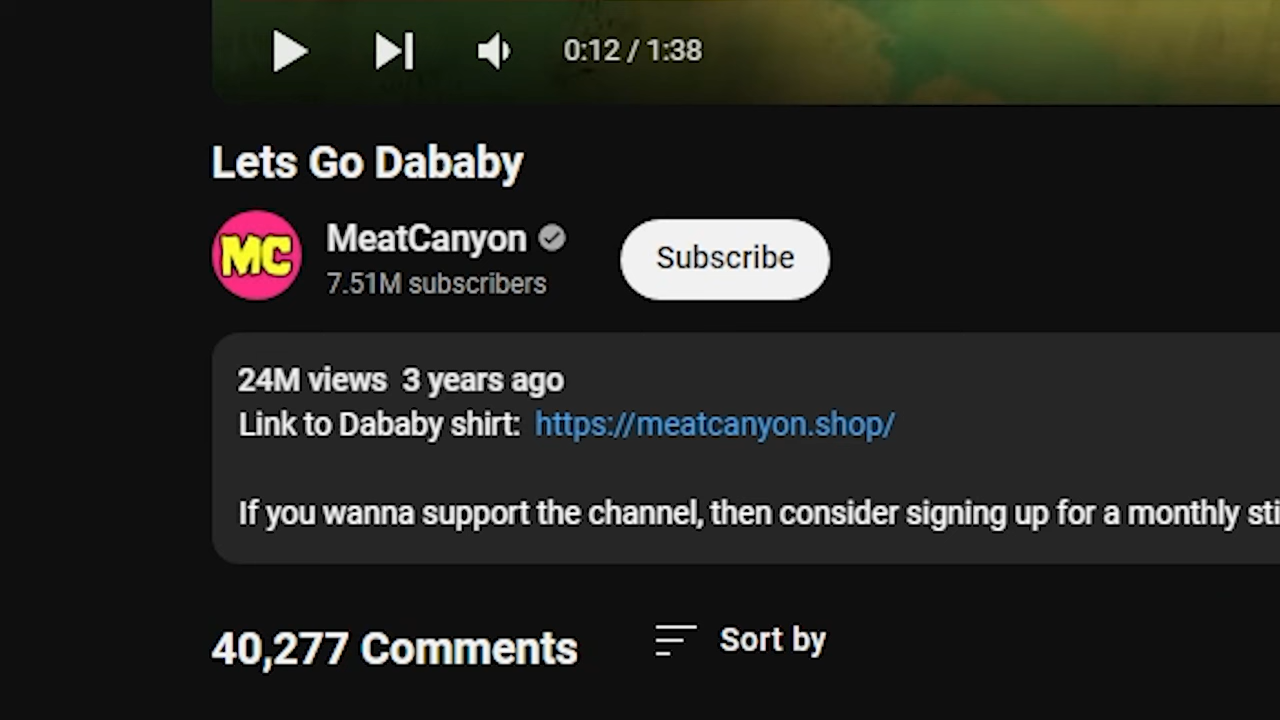 0:12 / 1:38
Lets Go Dababy
MC
MeatCanyon
7.51M subscribers
Subscribe
24M views 3 years ago
Link to Dababy shirt: https://meatcanyon.shop/
If you wanna support the channel, then consider signing up for a monthly sti
40,277 Comments
Sort by